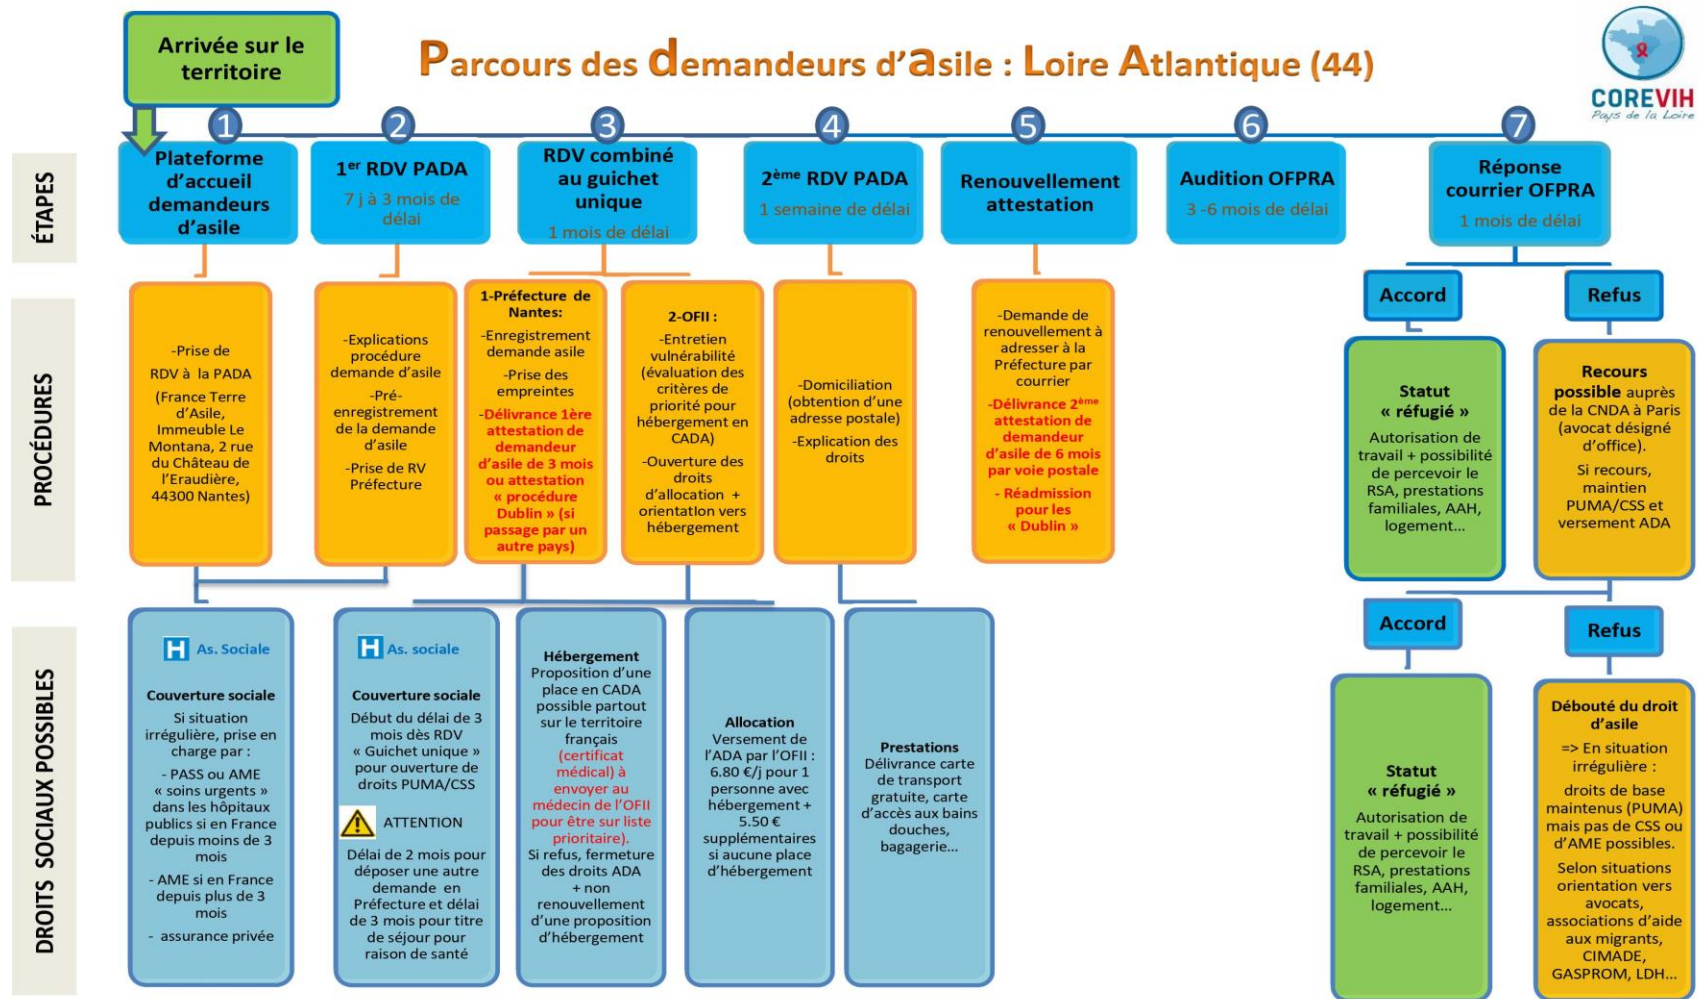 Arrivée sur le
territoire
Parcours des demandeurs d'asile : Loire Atlantique (44)
COREVIH
Pays de la Loire
ÉTAPES
1
Plateforme
d'accueil
demandeurs
d'asile
2
1er RDV PADA
7 j à 3 mois de
délai
3
RDV combiné
au guichet
unique
1 mois de délai
4
2ème RDV PADA
1 semaine de délai
5
Renouvellement
attestation
6
Audition OFPRA
3 -6 mois de délai
7
Réponse
courrier OFPRA
1 mois de délai
PROCÉDURES
-Prise de
RDV à la PADA
(France Terre
d'Asile,
Immeuble Le
Montana, 2 rue
du Château de
l'Eraudière,
44300 Nantes)
-Explications
procédure
demande d'asile
-Pré-
enregistrement
de la demande
d'asile
-Prise de RV
Préfecture
1-Préfecture de
Nantes:
-Enregistrement
demande asile
-Prise des
empreintes
-Délivrance 1ère
attestation de
demandeur
d'asile de 3 mois
ou attestation
« procédure
Dublin » (si
passage par un
autre pays)
2-OFII :
-Entretien
vulnérabilité
(évaluation des
critères de
priorité pour
hébergement en
CADA)
-Ouverture des
droits
d'allocation +
orientation vers
hébergement
-Domiciliation
(obtention d'une
adresse postale)
-Explication des
droits
-Demande de
renouvellement à
adresser à la
Préfecture par
courrier
-Délivrance 2ème
attestation de
demandeur
d'asile de 6 mois
par voie postale
- Réadmission
pour les
« Dublin »
Accord
Statut
« réfugié »
Autorisation de
travail + possibilité
de percevoir le
RSA, prestations
familiales, AAH,
logement...
Refus
Recours
possible auprès
de la CNDA à Paris
(avocat désigné
d'office).
Si recours,
maintien
PUMA/CSS et
versement ADA
DROITS SOCIAUX POSSIBLES
H As. Sociale
Couverture sociale
Si situation
irrégulière, prise en
charge par :
- PASS ou AME
« soins urgents »
dans les hôpitaux
publics si en France
depuis moins de 3
mois
- AME si en France
depuis plus de 3
mois
- assurance privée
H As. sociale
Couverture sociale
Début du délai de 3
mois dès RDV
« Guichet unique »
pour ouverture de
droits PUMA/CSS
ATTENTION
Délai de 2 mois pour
déposer une autre
demande en
Préfecture et délai
de 3 mois pour titre
de séjour pour
raison de santé
Hébergement
Proposition d'une
place en CADA
possible partout
sur le territoire
français
(certificat
médical) à
envoyer au
médecin de l'OFII
pour être sur liste
prioritaire).
Si refus, fermeture
des droits ADA
+ non
renouvellement
d'une proposition
d'hébergement
Allocation
Versement de
l'ADA par l'OFII :
6.80 €/j pour 1
personne avec
hébergement +
5.50 €
supplémentaires
si aucune place
d'hébergement
Prestations
Délivrance carte
de transport
gratuite, carte
d'accès aux bains
douches,
bagagerie...
Accord
Statut
« réfugié »
Autorisation de
travail + possibilité
de percevoir le
RSA, prestations
familiales, AAH,
logement...
Refus
Débouté du droit
d'asile
=> En situation
irrégulière :
droits de base
maintenus (PUMA)
mais pas de CSS ou
d'AME possibles.
Selon situations
orientation vers
avocats,
associations d'aide
aux migrants,
CIMADE,
GASPROM, LDH...